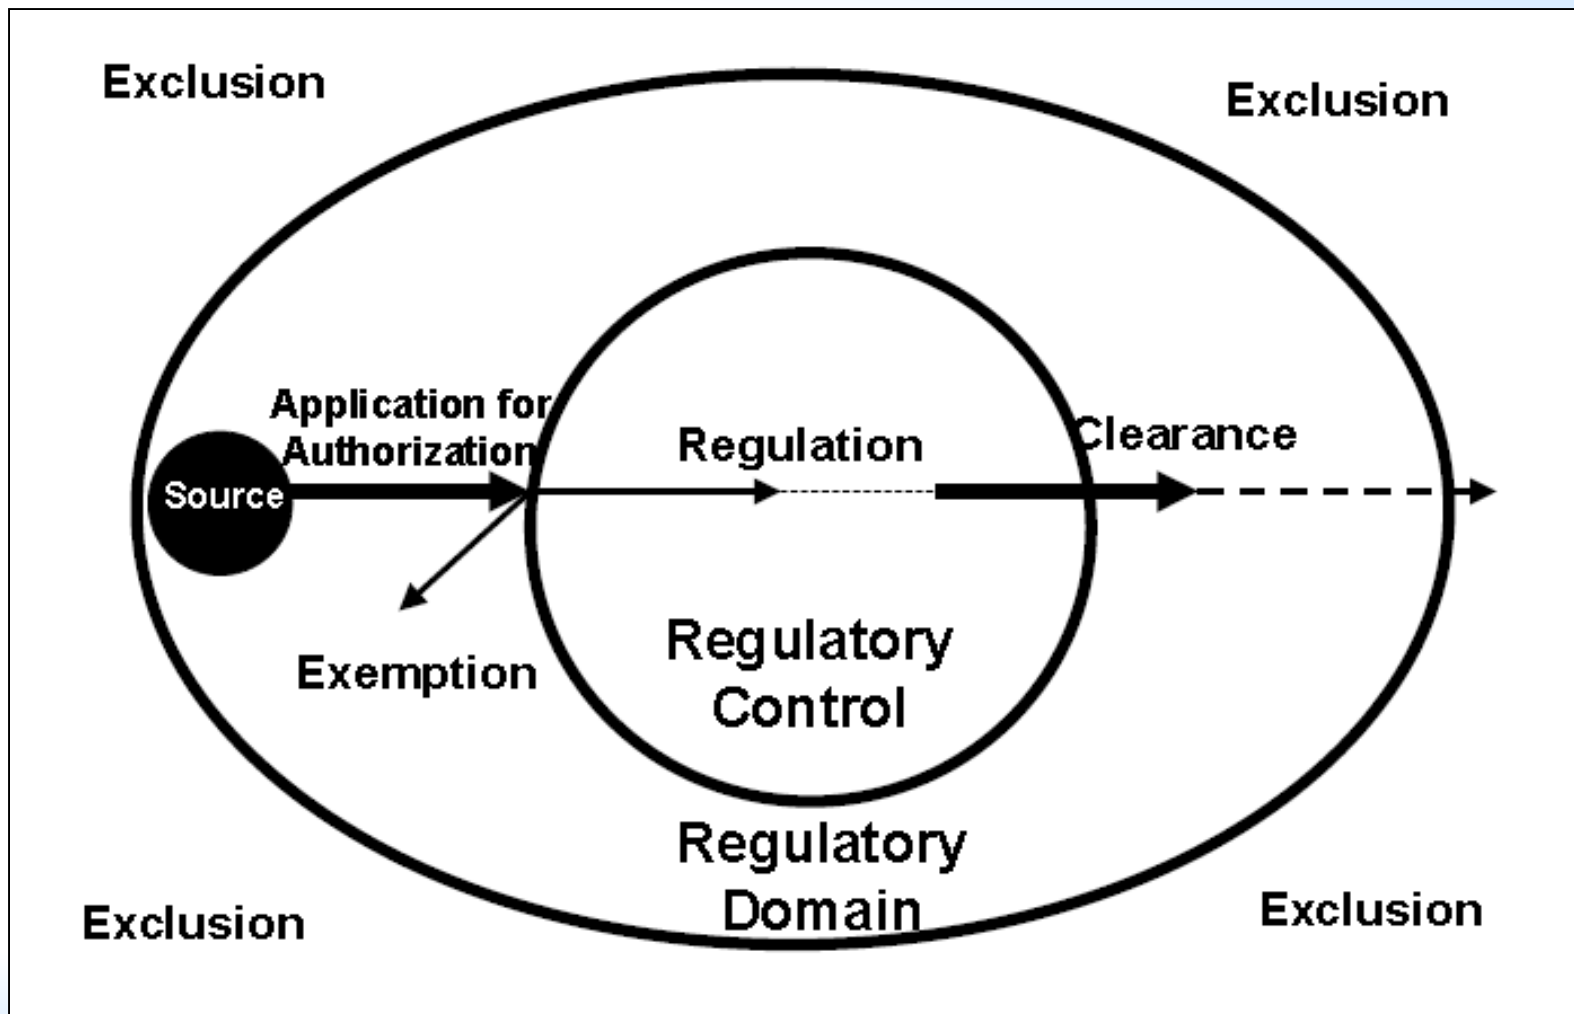 Exclusion
Exclusion
Application for
Authorization
Regulation
Clearance
Source
Exemption
Regulatory
Control
Regulatory
Domain
Exclusion
Exclusion